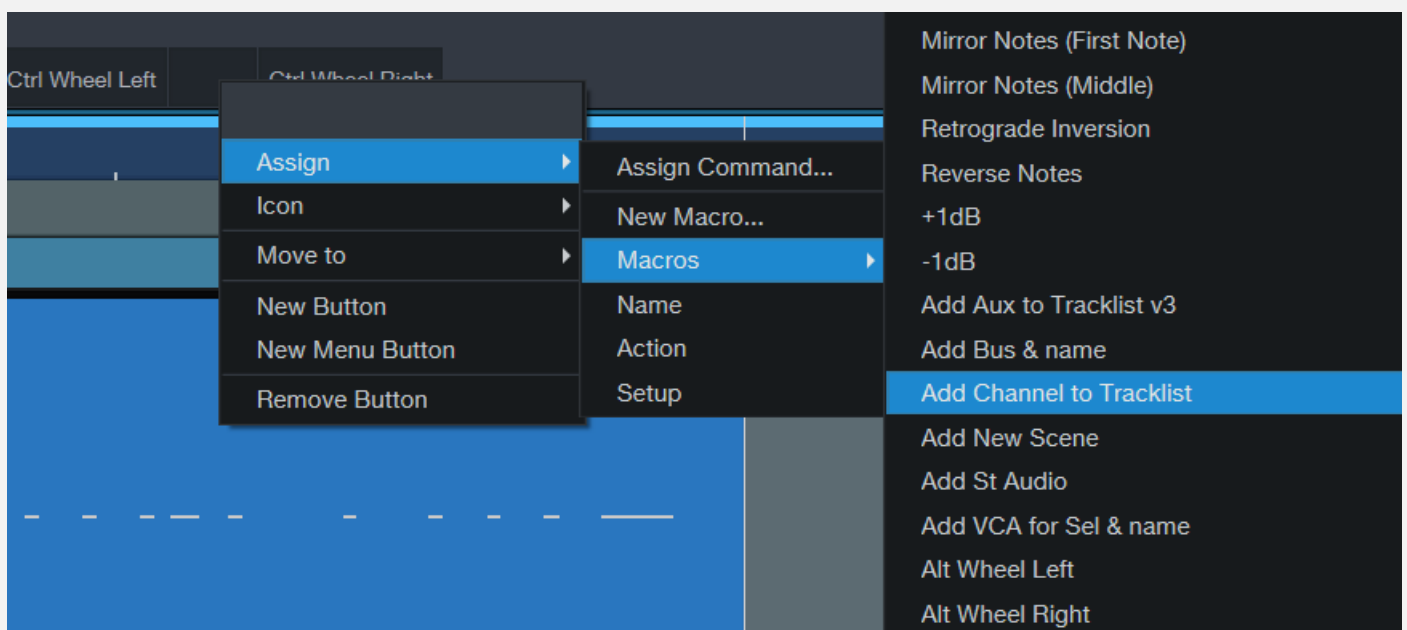 Ctrl Wheel Left
Ctrl Wheel Right
Assign
Icon
Move to
New Button
New Menu Button
Remove Button
Assign Command...
New Macro...
Macros
Name
Action
Setup
Mirror Notes (First Note)
Mirror Notes (Middle)
Retrograde Inversion
Reverse Notes
+1dB
-1dB
Add Aux to Tracklist v3
Add Bus & name
Add Channel to Tracklist
Add New Scene
Add St Audio
Add VCA for Sel & name
Alt Wheel Left
Alt Wheel Right